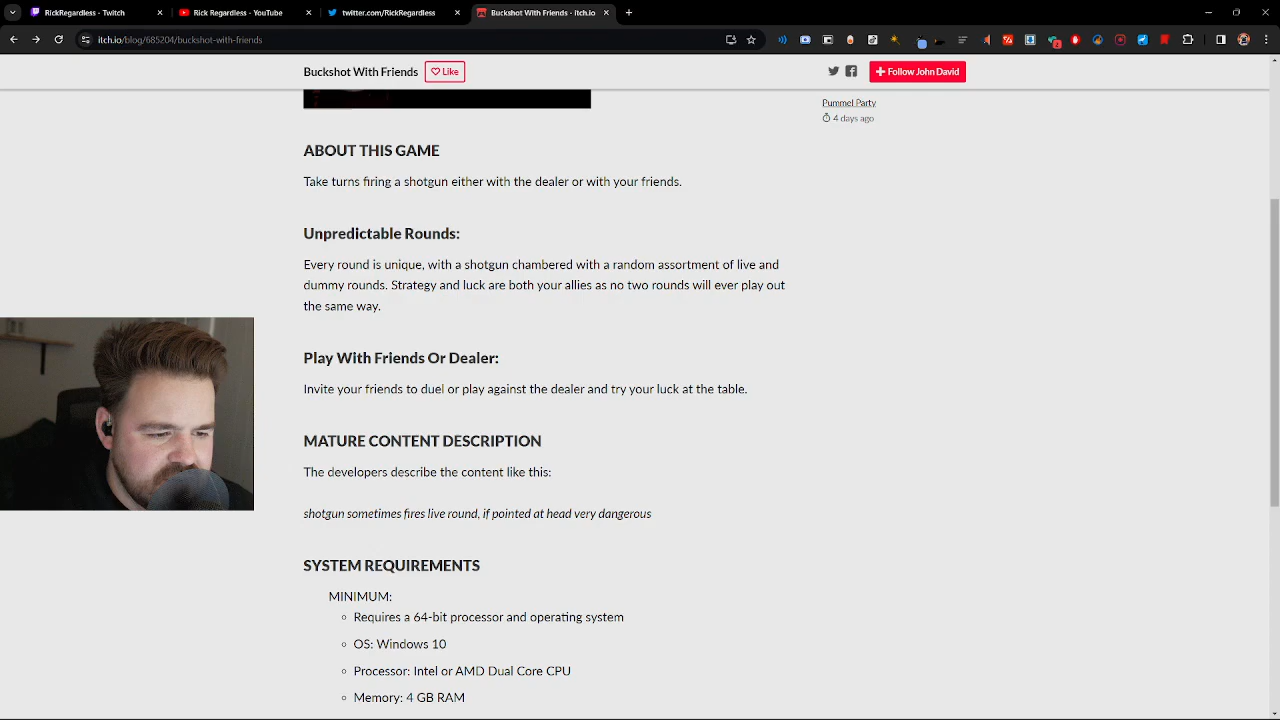 RickRegardless - Twitch
Rick Regardless - YouTube
twitter.com/RickRegardless
Buckshot With Friends - itch.io
itch.io/blog/685204/buckshot-with-friends
Buckshot With Friends
Like
Follow John David
Pummel Party
4 days ago
ABOUT THIS GAME
Take turns firing a shotgun either with the dealer or with your friends.
Unpredictable Rounds:
Every round is unique, with a shotgun chambered with a random assortment of live and
dummy rounds. Strategy and luck are both your allies as no two rounds will ever play out
the same way.
Play With Friends Or Dealer:
Invite your friends to duel or play against the dealer and try your luck at the table.
MATURE CONTENT DESCRIPTION
The developers describe the content like this:
shotgun sometimes fires live round, if pointed at head very dangerous
SYSTEM REQUIREMENTS
MINIMUM:
Requires a 64-bit processor and operating system
OS: Windows 10
Processor: Intel or AMD Dual Core CPU
Memory: 4 GB RAM